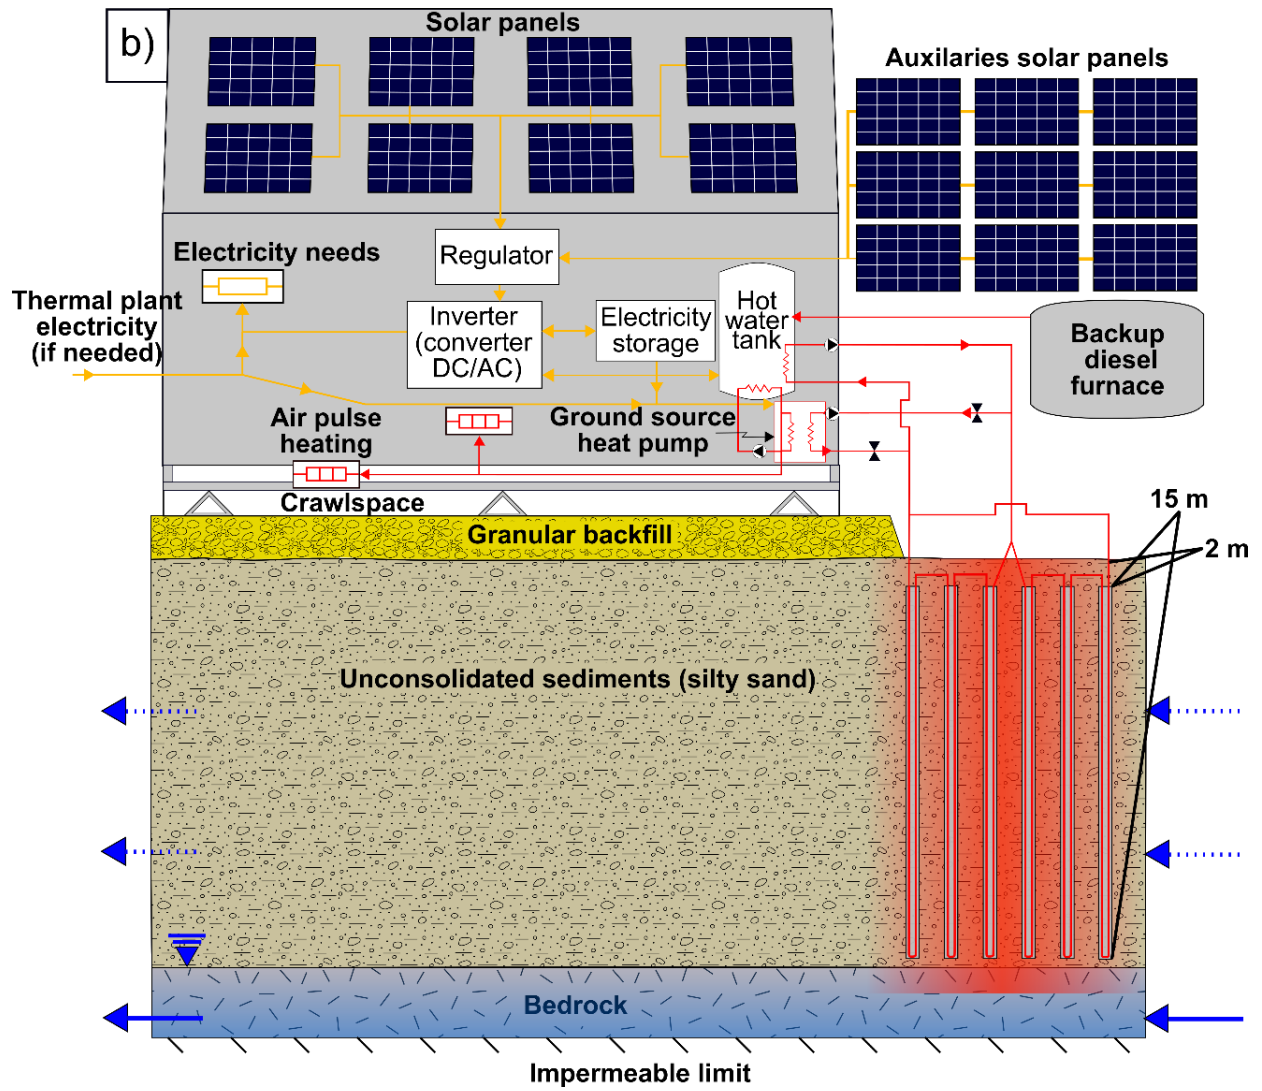 b)
Solar panels
Auxilaries solar panels
Regulator
Electricity needs
Thermal plant
electricity
(if needed)
Inverter
(converter
DC/AC)
Electricity
storage
Hot
water
tank
Backup
diesel
furnace
Air pulse
heating
Ground source
heat pump
Crawlspace
15 m
2 m
Granular backfill
Unconsolidated sediments (silty sand)
Bedrock
Impermeable limit